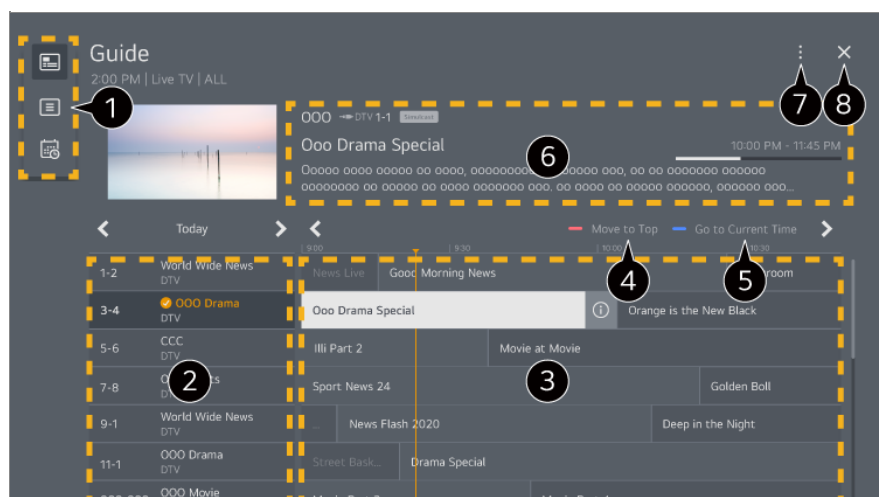 Guide
2:00 PM | Live TV | ALL
1
7
8
OOO DTV 1-1 Simulcast
Ooo Drama Special
6
10:00 PM - 11:45 PM
Today
Move to Top
Go to Current Time
9:00
9:30
10:00
10:30
4
5
1-2 World Wide News
DTV
News Live
Good Morning News
room
3-4 OOO Drama
DTV
Ooo Drama Special
Orange is the New Black
5-6 CCC
DTV
Illi Part 2
Movie at Movie
7-8
2
3
Sport News 24
Golden Boll
9-1 World Wide News
DTV
...
News Flash 2020
Deep in the Night
11-1 OOO Drama
DTV
Street Bask...
Drama Special
OOO Movie